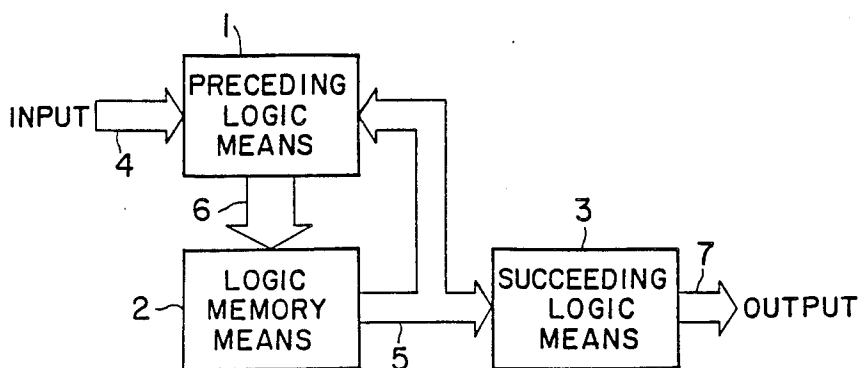 1
PRECEDING
LOGIC
MEANS
INPUT
4
6
3
2
LOGIC
MEMORY
MEANS
5
SUCCEEDING
LOGIC
MEANS
7
OUTPUT